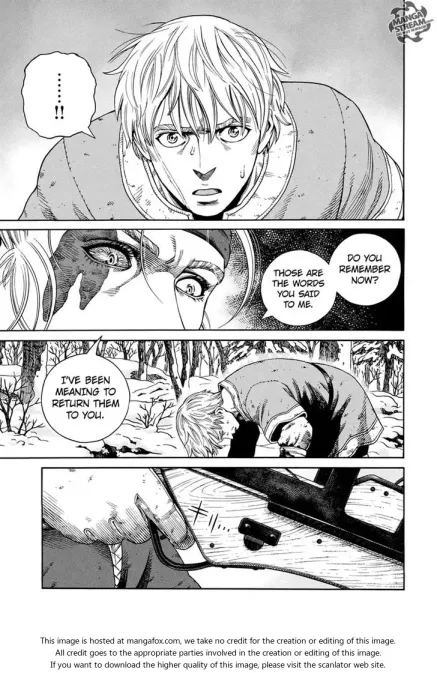 MANGA
STREAM
......!!
DO YOU
REMEMBER
NOW?
THOSE ARE
THE WORDS
YOU SAID
TO ME.
I'VE BEEN
MEANING TO
RETURN THEM
TO YOU.
This image is hosted at mangafox.com, we take no credit for the creation or editing of this image.
All credit goes to the appropriate parties involved in the creation or editing of this image.
If you want to download the higher quality of this image, please visit the scanlator web site.